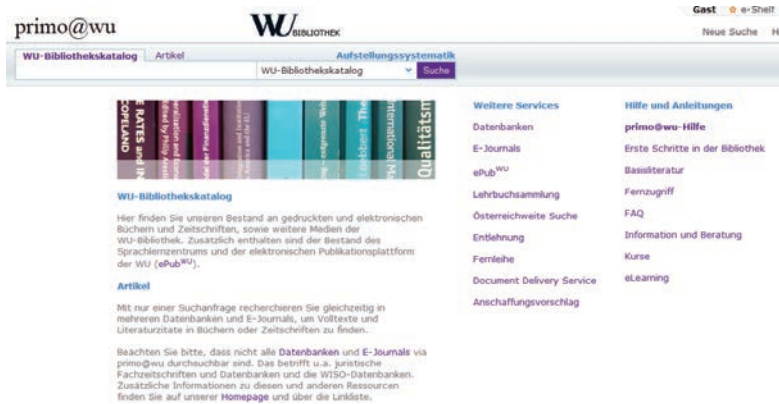 Gast e-Shelf
primo@wu
WU BIBLIOTHEK
Neue Suche H
WU-Bibliothekskatalog Artikel Aufstellungssystematik
WU-Bibliothekskatalog Suche
RATES and
COPELAND
International
Qualitätsm
WU-Bibliothekskatalog
Hier finden Sie unseren Bestand an gedruckten und elektronischen
Büchern und Zeitschriften, sowie weitere Medien der
WU-Bibliothek. Zusätzlich enthalten sind der Bestand des
Sprachlernzentrums und der elektronischen Publikationsplattform
der WU (ePubWU).
Artikel
Mit nur einer Suchanfrage recherchieren Sie gleichzeitig in
mehreren Datenbanken und E-Journals, um Volltexte und
Literaturzitate in Büchern oder Zeitschriften zu finden.
Beachten Sie bitte, dass nicht alle Datenbanken und E-Journals via
primo@wu durchsuchbar sind. Das betrifft u.a. juristische
Fachzeitschriften und Datenbanken und die WISO-Datenbanken.
Zusätzliche Informationen zu diesen und anderen Ressourcen
finden Sie auf unserer Homepage und über die Linkliste.
Weitere Services
Datenbanken
E-Journals
ePubWU
Lehrbuchsammlung
Österreichweite Suche
Entlehnung
Fernleihe
Document Delivery Service
Anschaffungsvorschlag
Hilfe und Anleitungen
primo@wu-Hilfe
Erste Schritte in der Bibliothek
Basisliteratur
Fernzugriff
FAQ
Information und Beratung
Kurse
eLearning